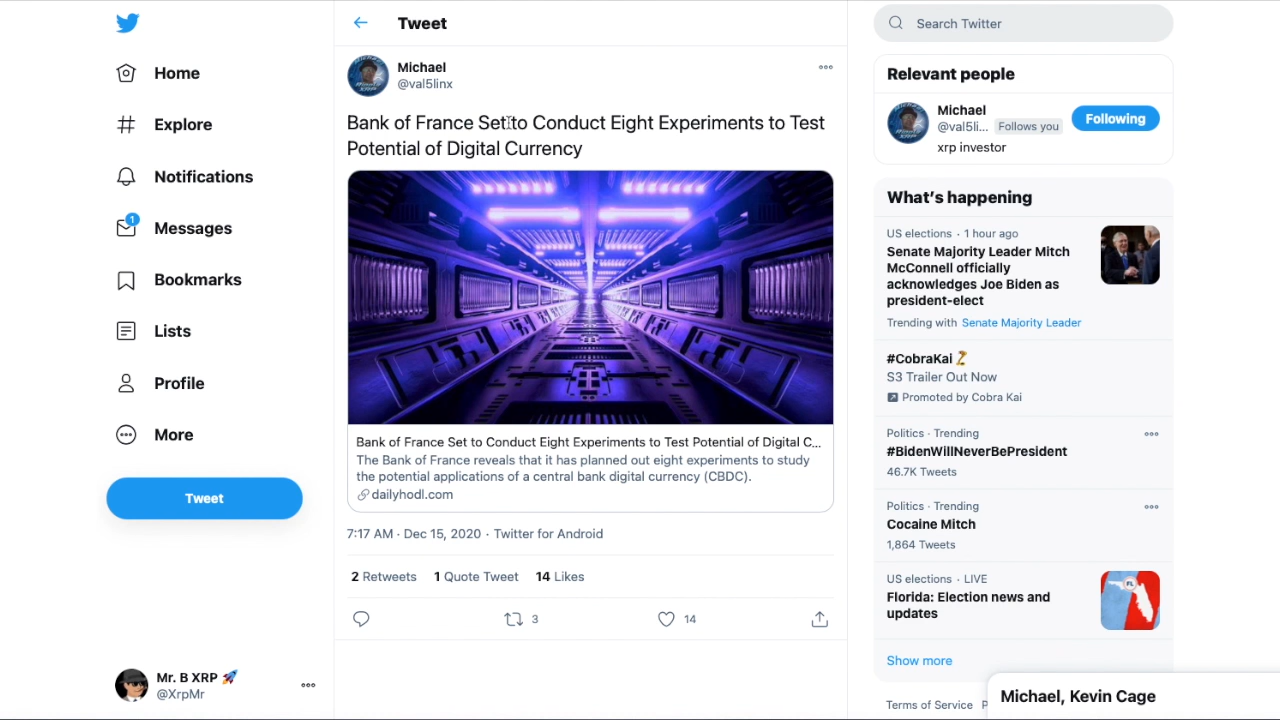 Home
Explore
Notifications
1
Messages
Bookmarks
Lists
Profile
More
Tweet
Mr. B XRP 🚀
@XrpMr
Tweet
Michael
@val5linx
Bank of France Set to Conduct Eight Experiments to Test
Potential of Digital Currency
Bank of France Set to Conduct Eight Experiments to Test Potential of Digital C...
The Bank of France reveals that it has planned out eight experiments to study
the potential applications of a central bank digital currency (CBDC).
dailyhodl.com
7:17 AM · Dec 15, 2020 · Twitter for Android
2 Retweets 1 Quote Tweet 14 Likes
3 14
Search Twitter
Relevant people
Michael
@val5li... Follows you
Following
xrp investor
What's happening
US elections · 1 hour ago
Senate Majority Leader Mitch
McConnell officially
acknowledges Joe Biden as
president-elect
Trending with Senate Majority Leader
#CobraKai
S3 Trailer Out Now
Promoted by Cobra Kai
Politics · Trending
#BidenWillNeverBePresident
46.7K Tweets
Politics · Trending
Cocaine Mitch
1,864 Tweets
US elections · LIVE
Florida: Election news and
updates
Show more
Terms of Service P
Michael, Kevin Cage